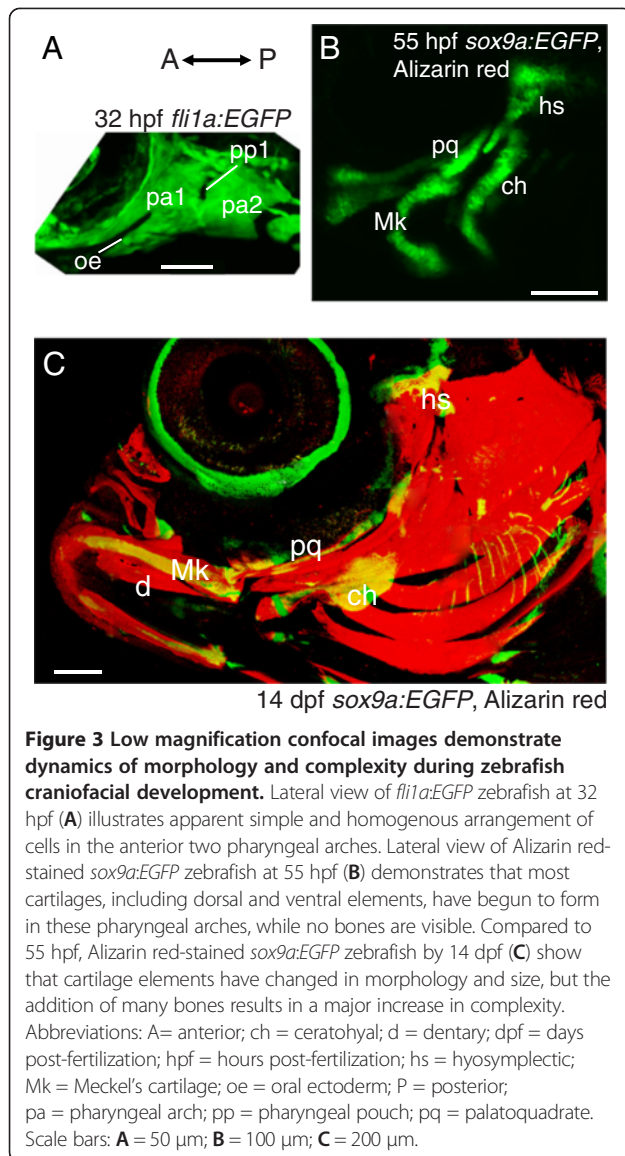 A
A P
32 hpf fli1a:EGFP
pp1
pa1
pa2
oe
B
55 hpf sox9a:EGFP,
Alizarin red
hs
pq
ch
Mk
C
hs
pq
Mk
d
ch
14 dpf sox9a:EGFP, Alizarin red
Figure 3 Low magnification confocal images demonstrate
dynamics of morphology and complexity during zebrafish
craniofacial development. Lateral view of fli1a:EGFP zebrafish at 32
hpf (A) illustrates apparent simple and homogenous arrangement of
cells in the anterior two pharyngeal arches. Lateral view of Alizarin red-
stained sox9a:EGFP zebrafish at 55 hpf (B) demonstrates that most
cartilages, including dorsal and ventral elements, have begun to form
in these pharyngeal arches, while no bones are visible. Compared to
55 hpf, Alizarin red-stained sox9a:EGFP zebrafish by 14 dpf (C) show
that cartilage elements have changed in morphology and size, but the
addition of many bones results in a major increase in complexity.
Abbreviations: A= anterior; ch = ceratohyal; d = dentary; dpf = days
post-fertilization; hpf = hours post-fertilization; hs = hyosymplectic;
Mk = Meckel's cartilage; oe = oral ectoderm; P = posterior;
pa = pharyngeal arch; pp = pharyngeal pouch; pq = palatoquadrate.
Scale bars: A = 50 μm; B = 100 μm; C = 200 μm.